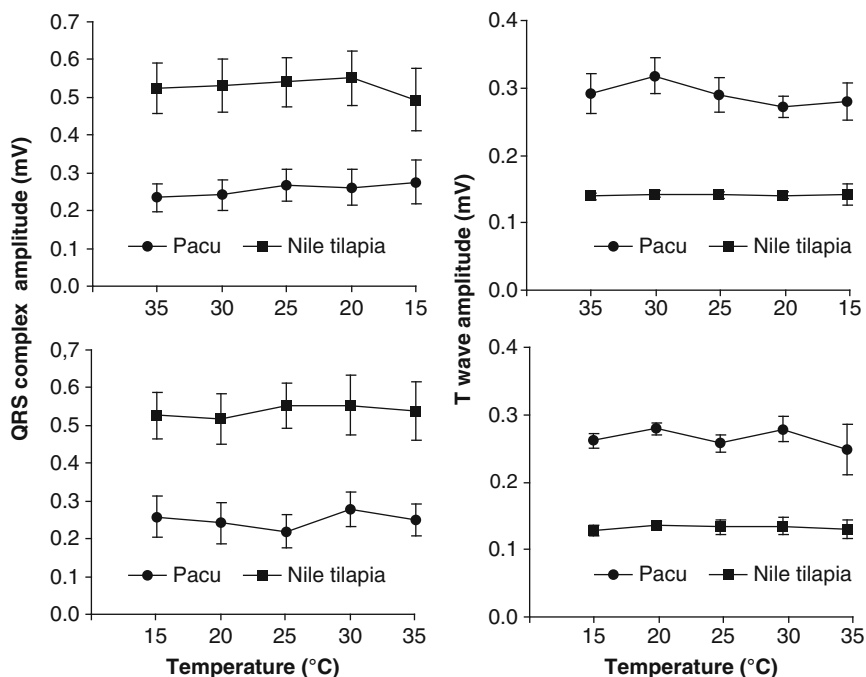 QRS complex amplitude (mV)
0.7
0.6
0.5
0.4
0.3
0.2
0.1
0.0
Pacu Nile tilapia
35 30 25 20 15
T wave amplitude (mV)
0.4
0.3
0.2
0.1
0.0
Pacu Nile tilapia
35 30 25 20 15
0,7
0.6
0.5
0.4
0.3
0.2
0.1
0.0
Pacu Nile tilapia
15 20 25 30 35
Temperature (°C)
0.4
0.3
0.2
0.1
0.0
Pacu Nile tilapia
15 20 25 30 35
Temperature (°C)